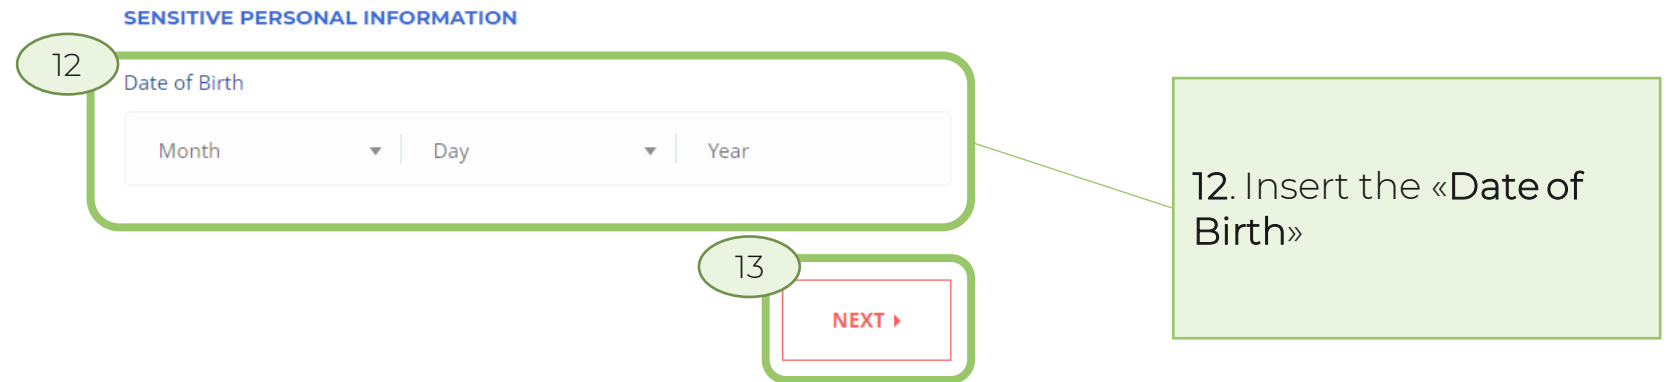 SENSITIVE PERSONAL INFORMATION
12
Date of Birth
Month Day Year
12. Insert the «Date of
Birth»
13
NEXT